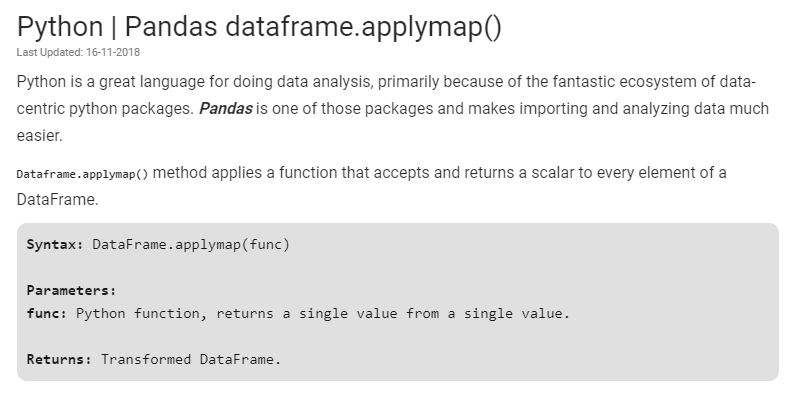 Python | Pandas dataframe.applymap()
Last Updated: 16-11-2018
Python is a great language for doing data analysis, primarily because of the fantastic ecosystem of data-
centric python packages. Pandas is one of those packages and makes importing and analyzing data much
easier.
Dataframe.applymap() method applies a function that accepts and returns a scalar to every element of a
DataFrame.
Syntax: DataFrame.applymap(func)
Parameters:
func: Python function, returns a single value from a single value.
Returns: Transformed DataFrame.